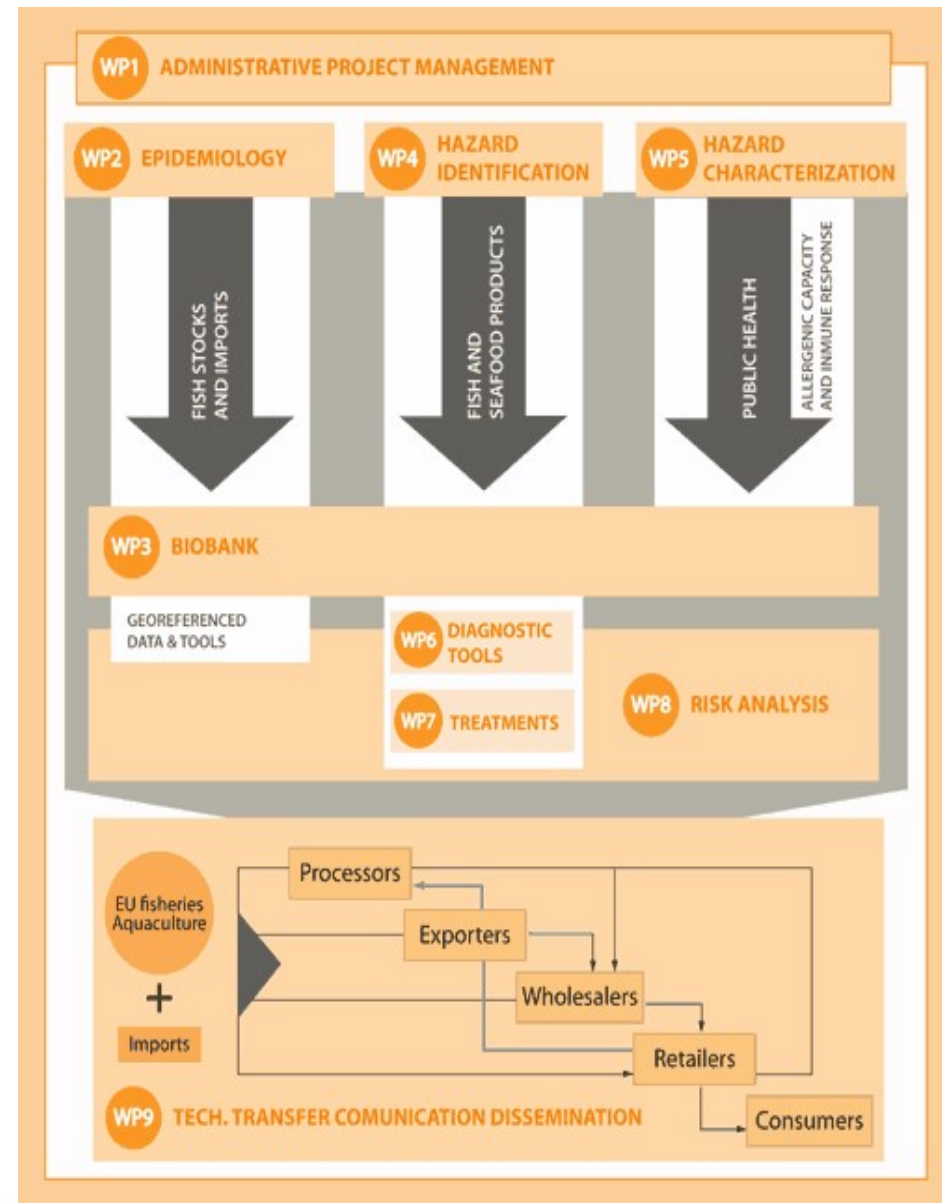 WP1 ADMINISTRATIVE PROJECT MANAGEMENT
WP2 EPIDEMIOLOGY
WP4 HAZARD
IDENTIFICATION
WP5 HAZARD
CHARACTERIZATION
FISH STOCKS
AND IMPORTS
FISH AND
SEAFOOD PRODUCTS
PUBLIC HEALTH
ALLERGENIC CAPACITY
AND INMUNE RESPONSE
WP3 BIOBANK
GEOREFERENCED
DATA & TOOLS
WP6 DIAGNOSTIC
TOOLS
WP7 TREATMENTS
WP8 RISK ANALYSIS
Processors
EU fisheries
Aquaculture
Exporters
+
Wholesalers
Imports
Retailers
WP9 TECH. TRANSFER COMUNICATION DISSEMINATION
Consumers